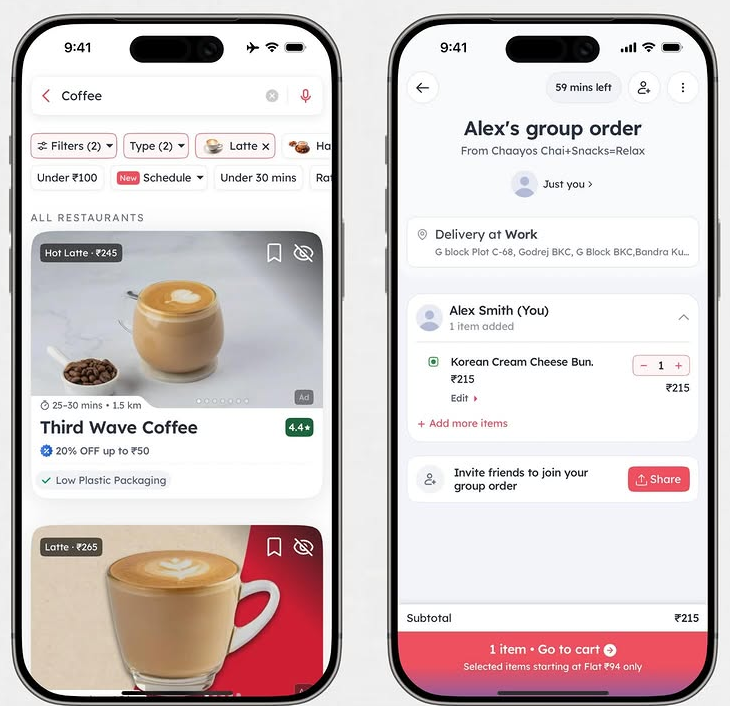 9:41
Coffee
Filters (2)
Type (2)
Latte
Ha
Under ₹100
New Schedule
Under 30 mins
Rat
ALL RESTAURANTS
Hot Latte · ₹245
Ad
25–30 mins • 1.5 km
Third Wave Coffee
4.4★
20% OFF up to ₹50
Low Plastic Packaging
Latte · ₹265
9:41
59 mins left
Alex's group order
From Chaayos Chai+Snacks=Relax
Just you >
Delivery at Work
G block Plot C-68, Godrej BKC, G Block BKC,Bandra Ku...
Alex Smith (You)
1 item added
Korean Cream Cheese Bun.
− 1 +
₹215
₹215
Edit
+ Add more items
Invite friends to join your
group order
Share
Subtotal
₹215
1 item • Go to cart
Selected items starting at Flat ₹94 only